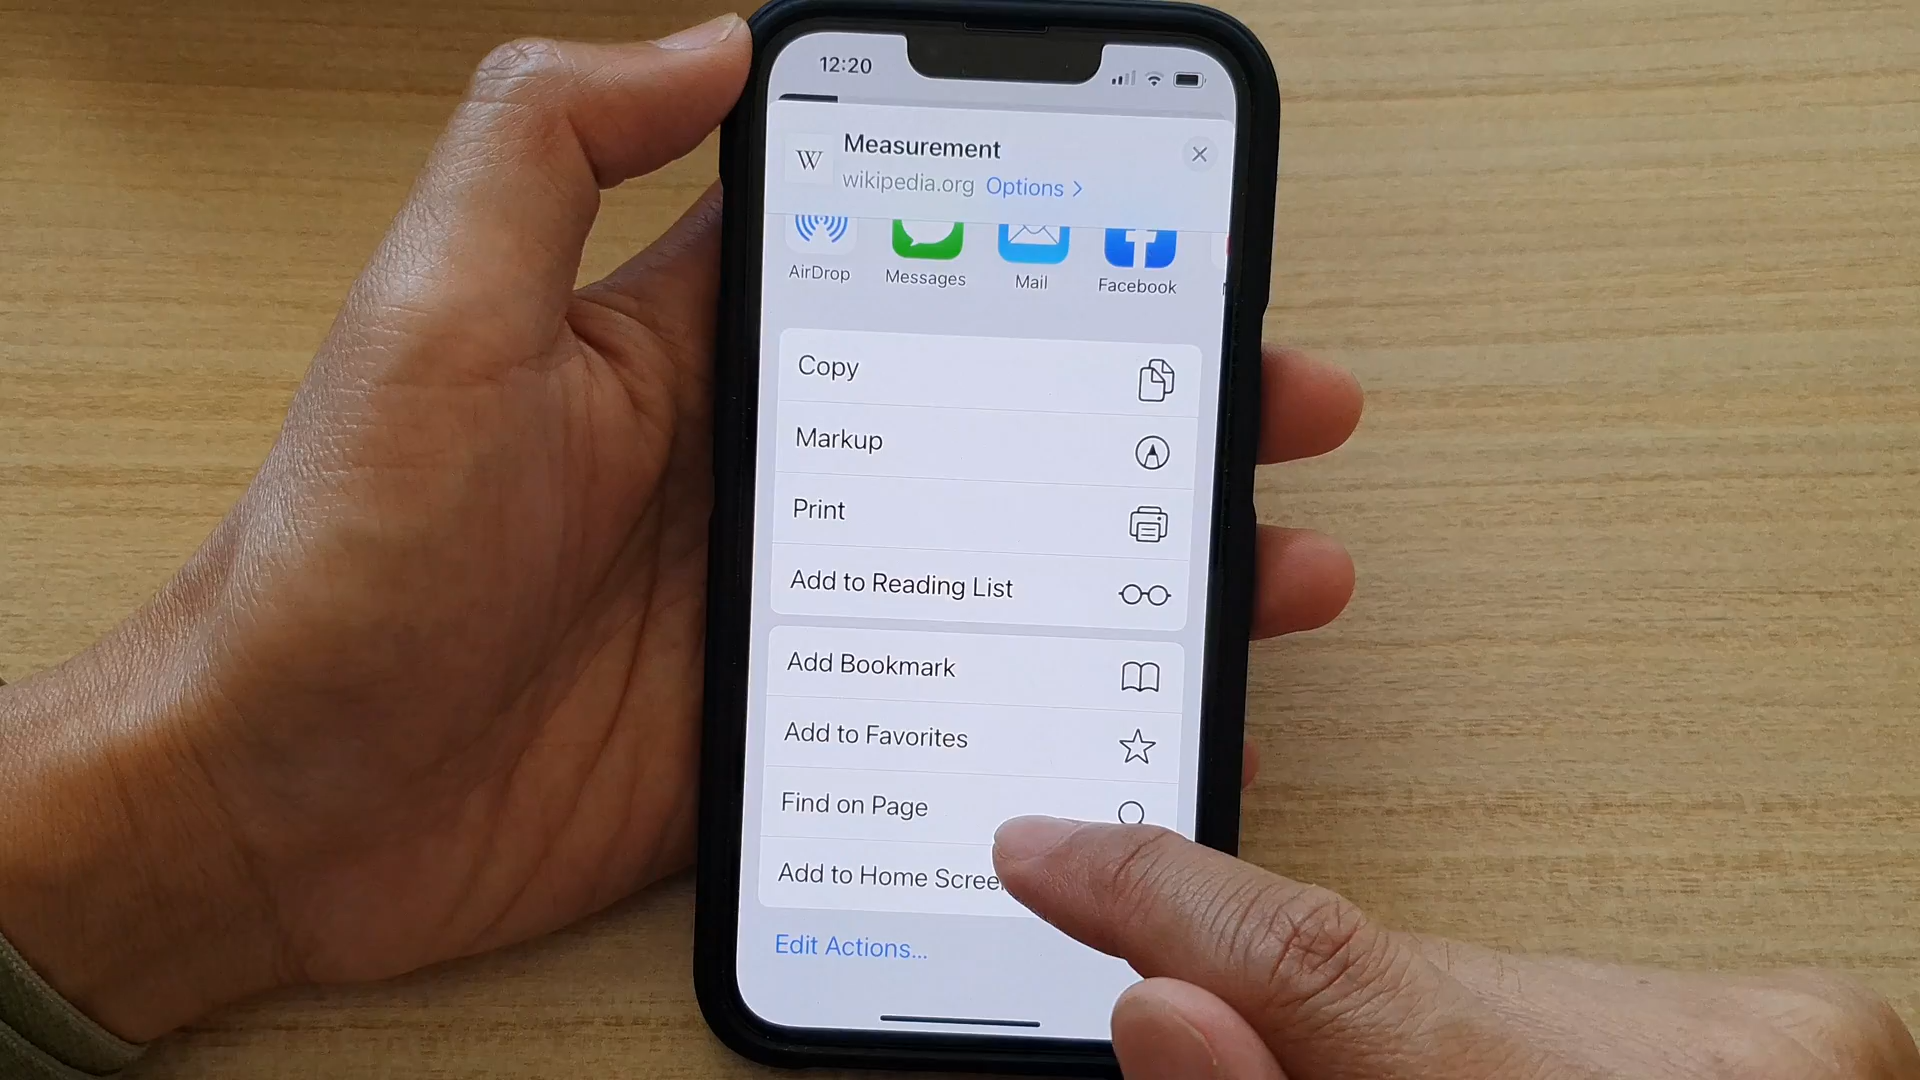 12:20
W
Measurement
wikipedia.org Options >
AirDrop
Messages
Mail
Facebook
Copy
Markup
Print
Add to Reading List
Add Bookmark
Add to Favorites
Find on Page
Add to Home Screen
Edit Actions...